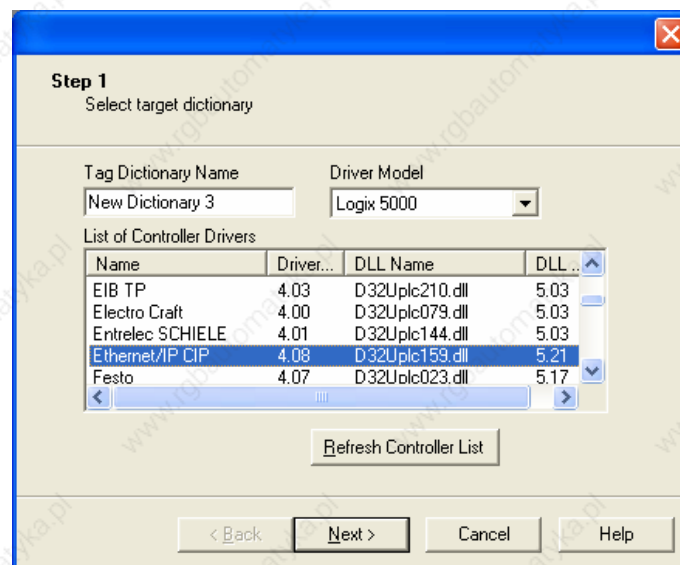 Step 1
Select target dictionary
Tag Dictionary Name Driver Model
New Dictionary 3 Logix 5000
List of Controller Drivers
Name Driver... DLL Name DLL ..
EIB TP 4.03 D32Uplc210.dll 5.03
Electro Craft 4.00 D32Uplc079.dll 5.03
Entrelec SCHIELE 4.01 D32Uplc144.dll 5.03
Ethernet/IP CIP 4.08 D32Uplc159.dll 5.21
Festo 4.07 D32Uplc023.dll 5.17
Refresh Controller List
< Back Next > Cancel Help
www.rgbautomatyka.pl